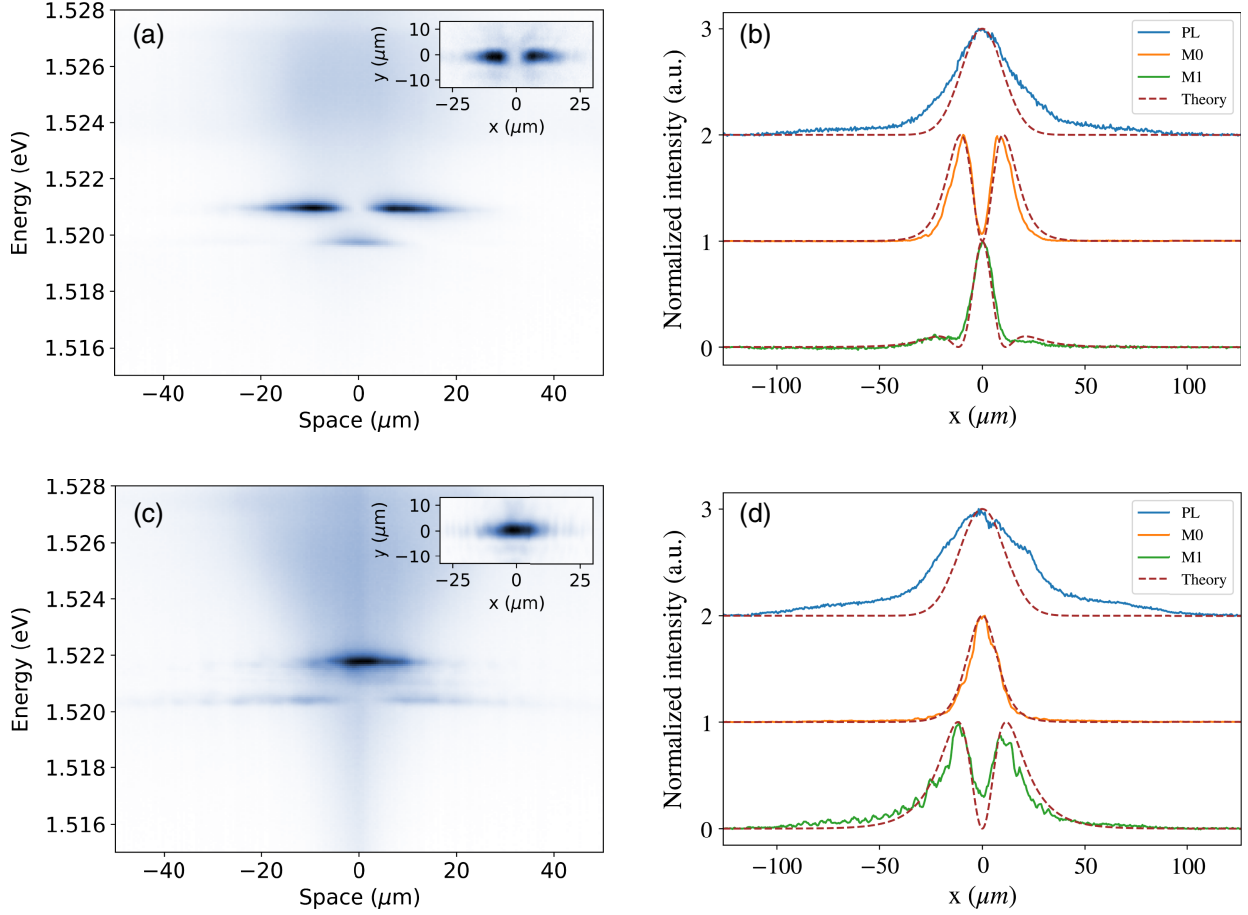 (a)
1.528
1.526
1.524
1.522
1.520
1.518
1.516
Energy (eV)
−40 −20 0 20 40
Space (μm)
10
0
−10
y (μm)
−25 0 25
x (μm)
(b)
3
2
1
0
Normalized intensity (a.u.)
PL
M0
M1
Theory
−100 −50 0 50 100
x (μm)
(c)
1.528
1.526
1.524
1.522
1.520
1.518
1.516
Energy (eV)
−40 −20 0 20 40
Space (μm)
10
0
−10
y (μm)
−25 0 25
x (μm)
(d)
3
2
1
0
Normalized intensity (a.u.)
PL
M0
M1
Theory
−100 −50 0 50 100
x (μm)